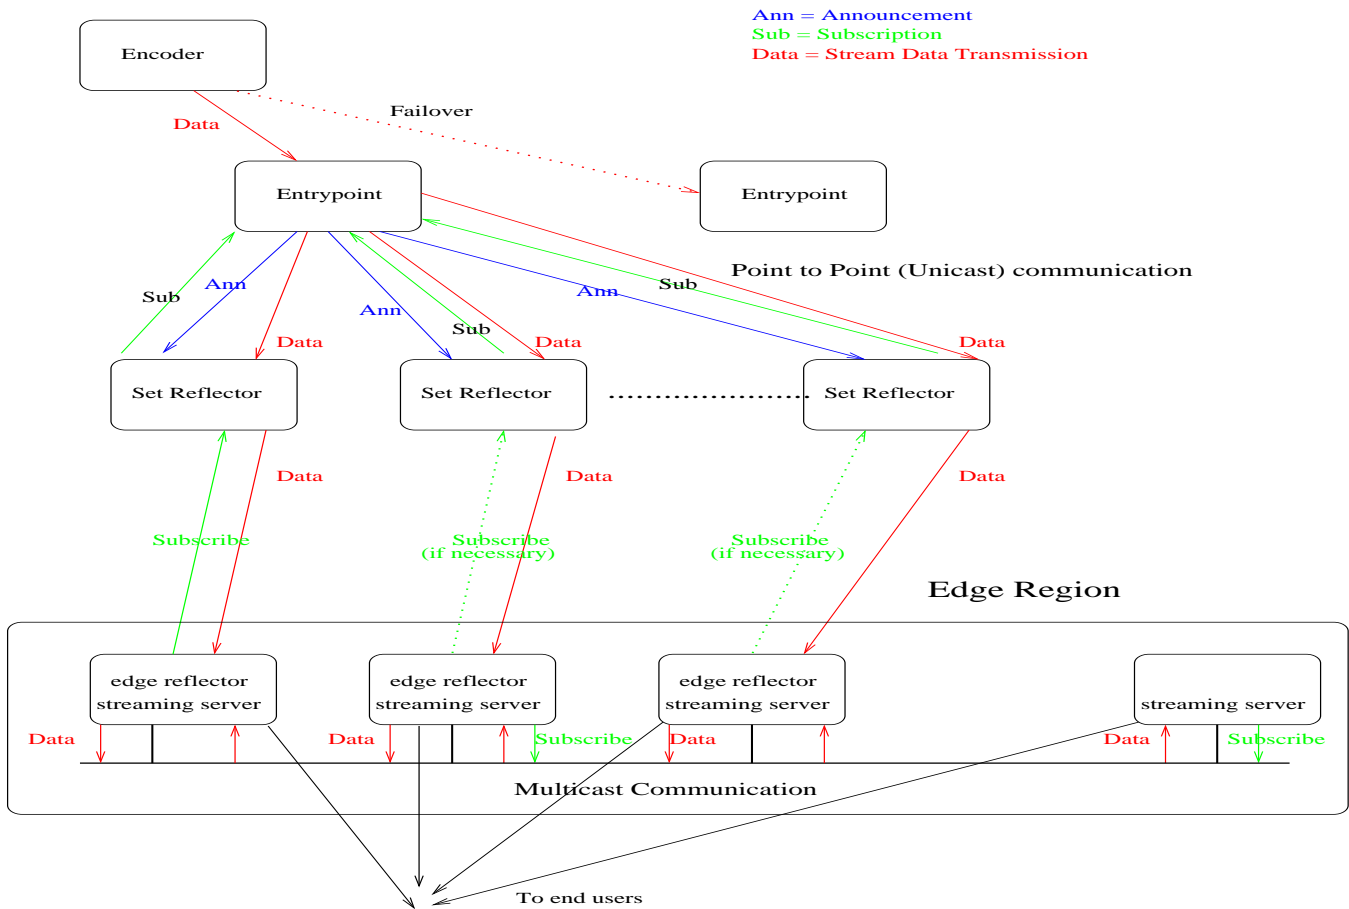 Ann = Announcement
Sub = Subscription
Data = Stream Data Transmission
Encoder
Failover
Data
Entrypoint
Entrypoint
Point to Point (Unicast) communication
Sub
Ann
Ann
Sub
Ann
Sub
Data
Data
Data
Set Reflector
Set Reflector
Set Reflector
Data
Data
Data
Subscribe
Subscribe
(if necessary)
Subscribe
(if necessary)
Edge Region
edge reflector
streaming server
edge reflector
streaming server
edge reflector
streaming server
streaming server
Data
Data
Subscribe
Data
Data
Subscribe
Multicast Communication
To end users